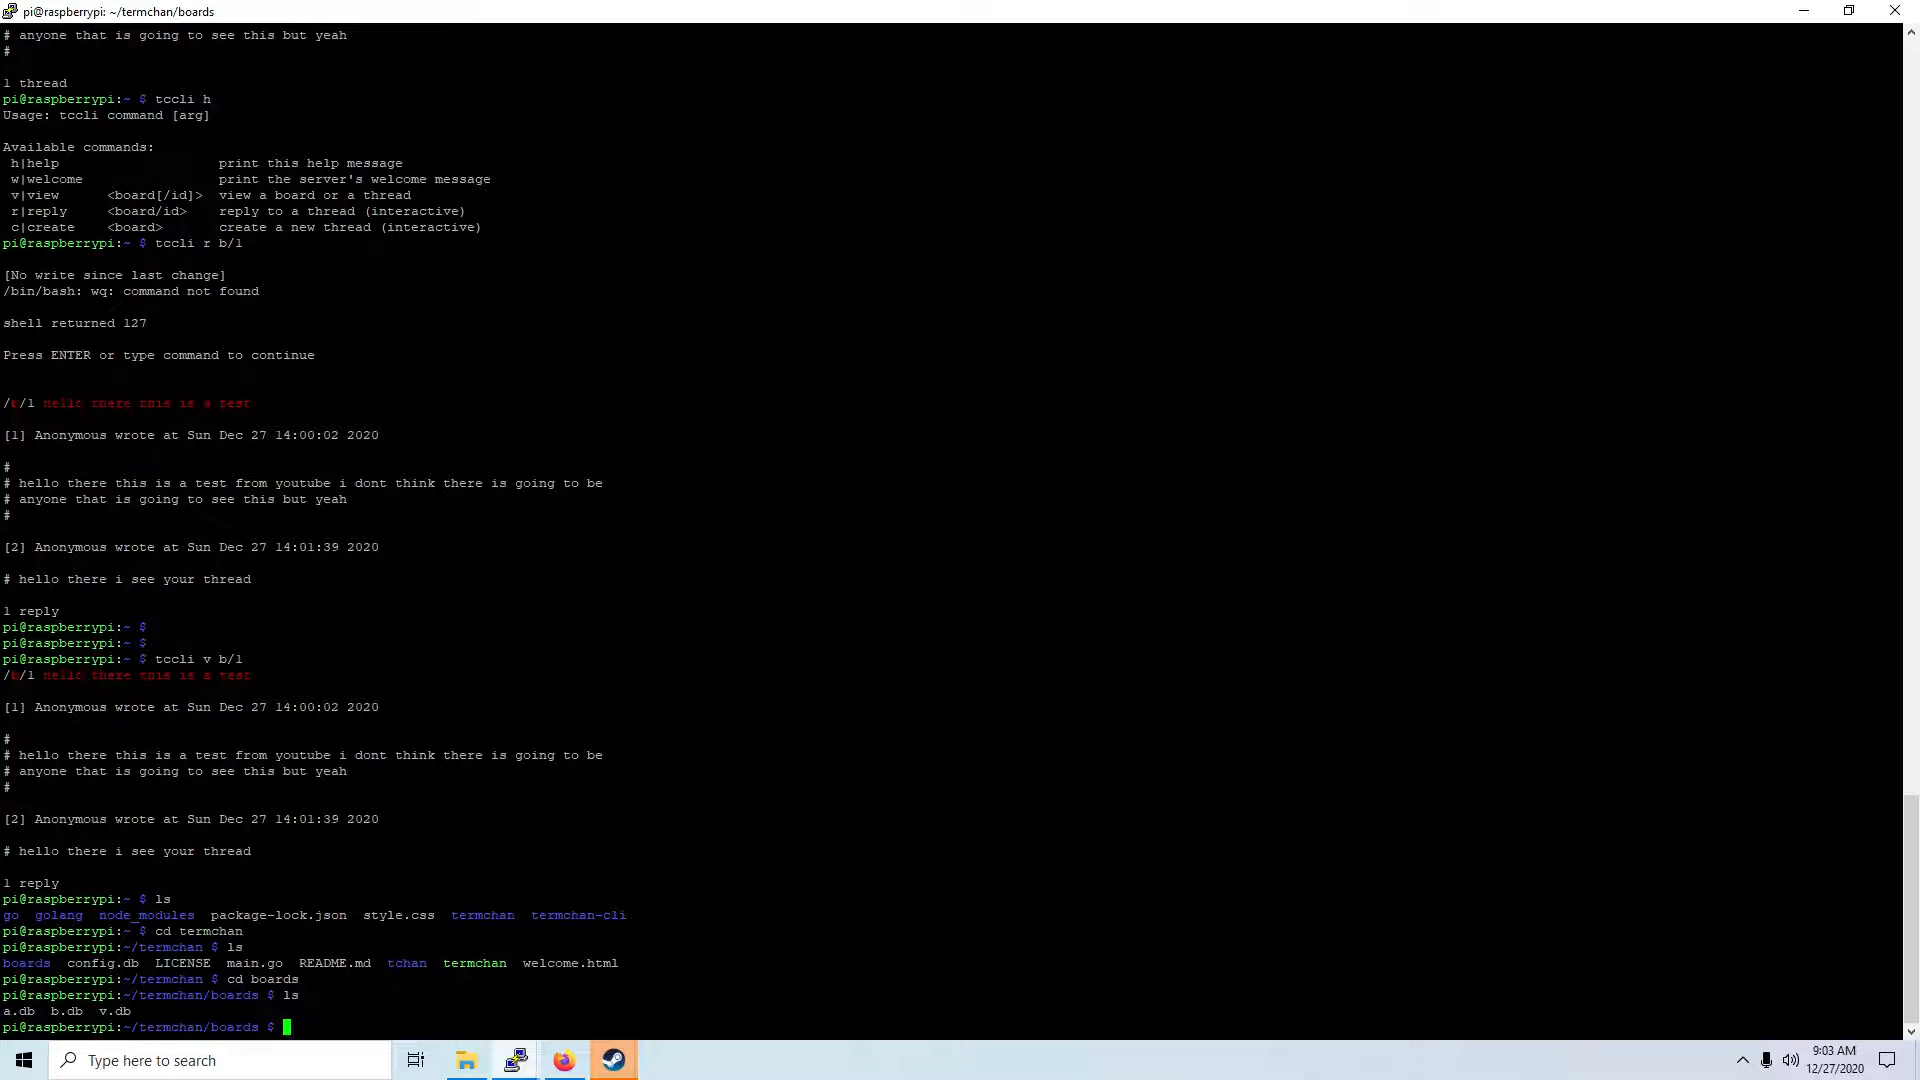 pi@raspberrypi: ~/termchan/boards
# anyone that is going to see this but yeah
#
1 thread
pi@raspberrypi:~ $ tccli h
Usage: tccli command [arg]
Available commands:
h|help print this help message
w|welcome print the server's welcome message
v|view <board[/id]> view a board or a thread
r|reply <board/id> reply to a thread (interactive)
c|create <board> create a new thread (interactive)
pi@raspberrypi:~ $ tccli r b/1
[No write since last change]
/bin/bash: wq: command not found
shell returned 127
Press ENTER or type command to continue
/b/1 hello there this is a test
[1] Anonymous wrote at Sun Dec 27 14:00:02 2020
#
# hello there this is a test from youtube i dont think there is going to be
# anyone that is going to see this but yeah
#
[2] Anonymous wrote at Sun Dec 27 14:01:39 2020
# hello there i see your thread
1 reply
pi@raspberrypi:~ $
pi@raspberrypi:~ $
pi@raspberrypi:~ $ tccli v b/1
/b/1 hello there this is a test
[1] Anonymous wrote at Sun Dec 27 14:00:02 2020
#
# hello there this is a test from youtube i dont think there is going to be
# anyone that is going to see this but yeah
#
[2] Anonymous wrote at Sun Dec 27 14:01:39 2020
# hello there i see your thread
1 reply
pi@raspberrypi:~ $ ls
go golang node_modules package-lock.json style.css termchan termchan-cli
pi@raspberrypi:~ $ cd termchan
pi@raspberrypi:~/termchan $ ls
boards config.db LICENSE main.go README.md tchan termchan welcome.html
pi@raspberrypi:~/termchan $ cd boards
pi@raspberrypi:~/termchan/boards $ ls
a.db b.db v.db
pi@raspberrypi:~/termchan/boards $
Type here to search
9:03 AM
12/27/2020